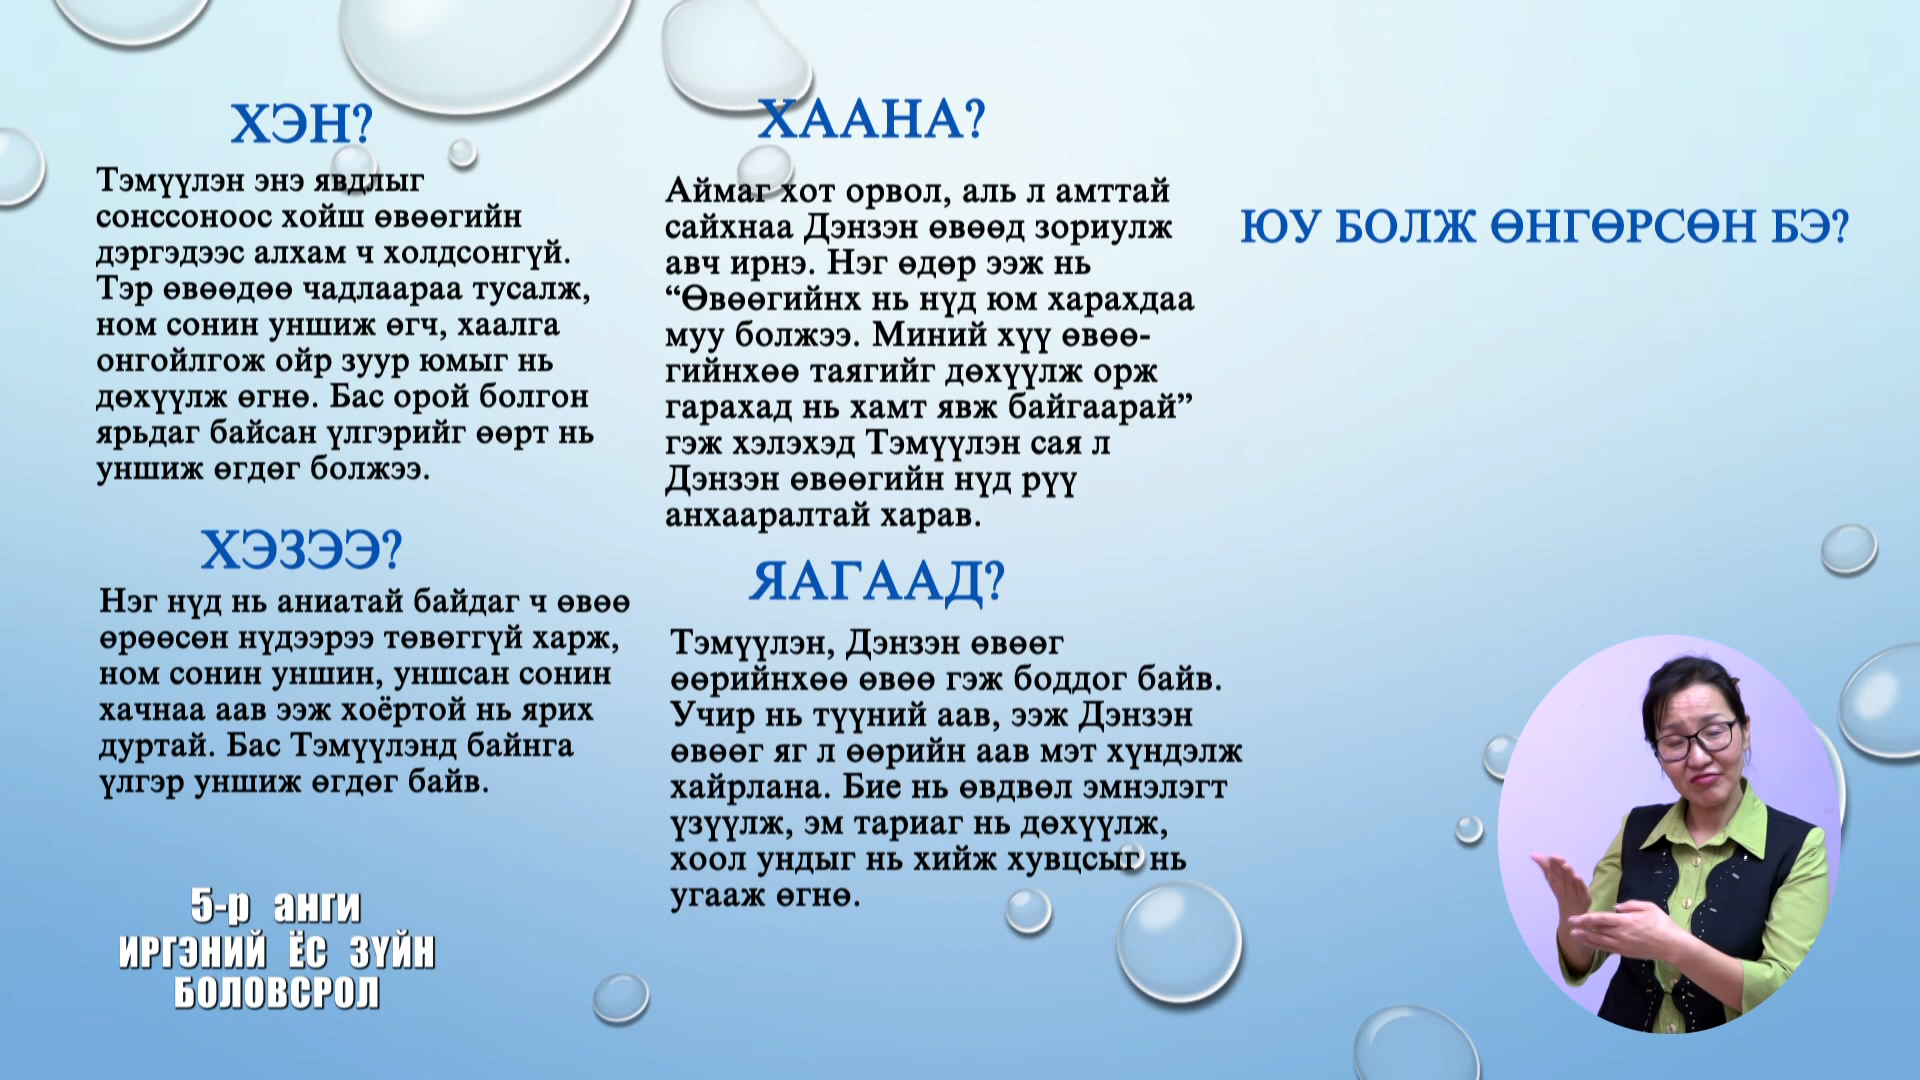 ХЭН?
Тэмүүлэн энэ явдлыг
сонссоноос хойш өвөөгийн
дэргэдээс алхам ч холдсонгүй.
Тэр өвөөдөө чадлаараа тусалж,
ном сонин уншиж өгч, хаалга
онгойлгож ойр зуур юмыг нь
дөхүүлж өгнө. Бас орой болгон
ярьдаг байсан үлгэрийг өөрт нь
уншиж өгдөг болжээ.
ХЭЗЭЭ?
Нэг нүд нь аниатай байдаг ч өвөө
өрөөсөн нүдээрээ төвөггүй харж,
ном сонин уншин, уншсан сонин
хачнаа аав ээж хоёртой нь ярих
дуртай. Бас Тэмүүлэнд байнга
үлгэр уншиж өгдөг байв.
ХААНА?
Аймаг хот орвол, аль л амттай
сайхнаа Дэнзэн өвөөд зориулж
авч ирнэ. Нэг өдөр ээж нь
“Өвөөгийнх нь нүд юм харахдаа
муу болжээ. Миний хүү өвөө-
гийнхөө таягийг дөхүүлж орж
гарахад нь хамт явж байгаарай”
гэж хэлэхэд Тэмүүлэн сая л
Дэнзэн өвөөгийн нүд рүү
анхааралтай харав.
ЯАГААД?
Тэмүүлэн, Дэнзэн өвөөг
өөрийнхөө өвөө гэж боддог байв.
Учир нь түүний аав, ээж Дэнзэн
өвөөг яг л өөрийн аав мэт хүндэлж
хайрлана. Бие нь өвдвөл эмнэлэгт
үзүүлж, эм тариаг нь дөхүүлж,
хоол ундыг нь хийж хувцсыг нь
угааж өгнө.
ЮУ БОЛЖ ӨНГӨРСӨН БЭ?
5-р анги
ИРГЭНИЙ ЁС ЗҮЙН
БОЛОВСРОЛ